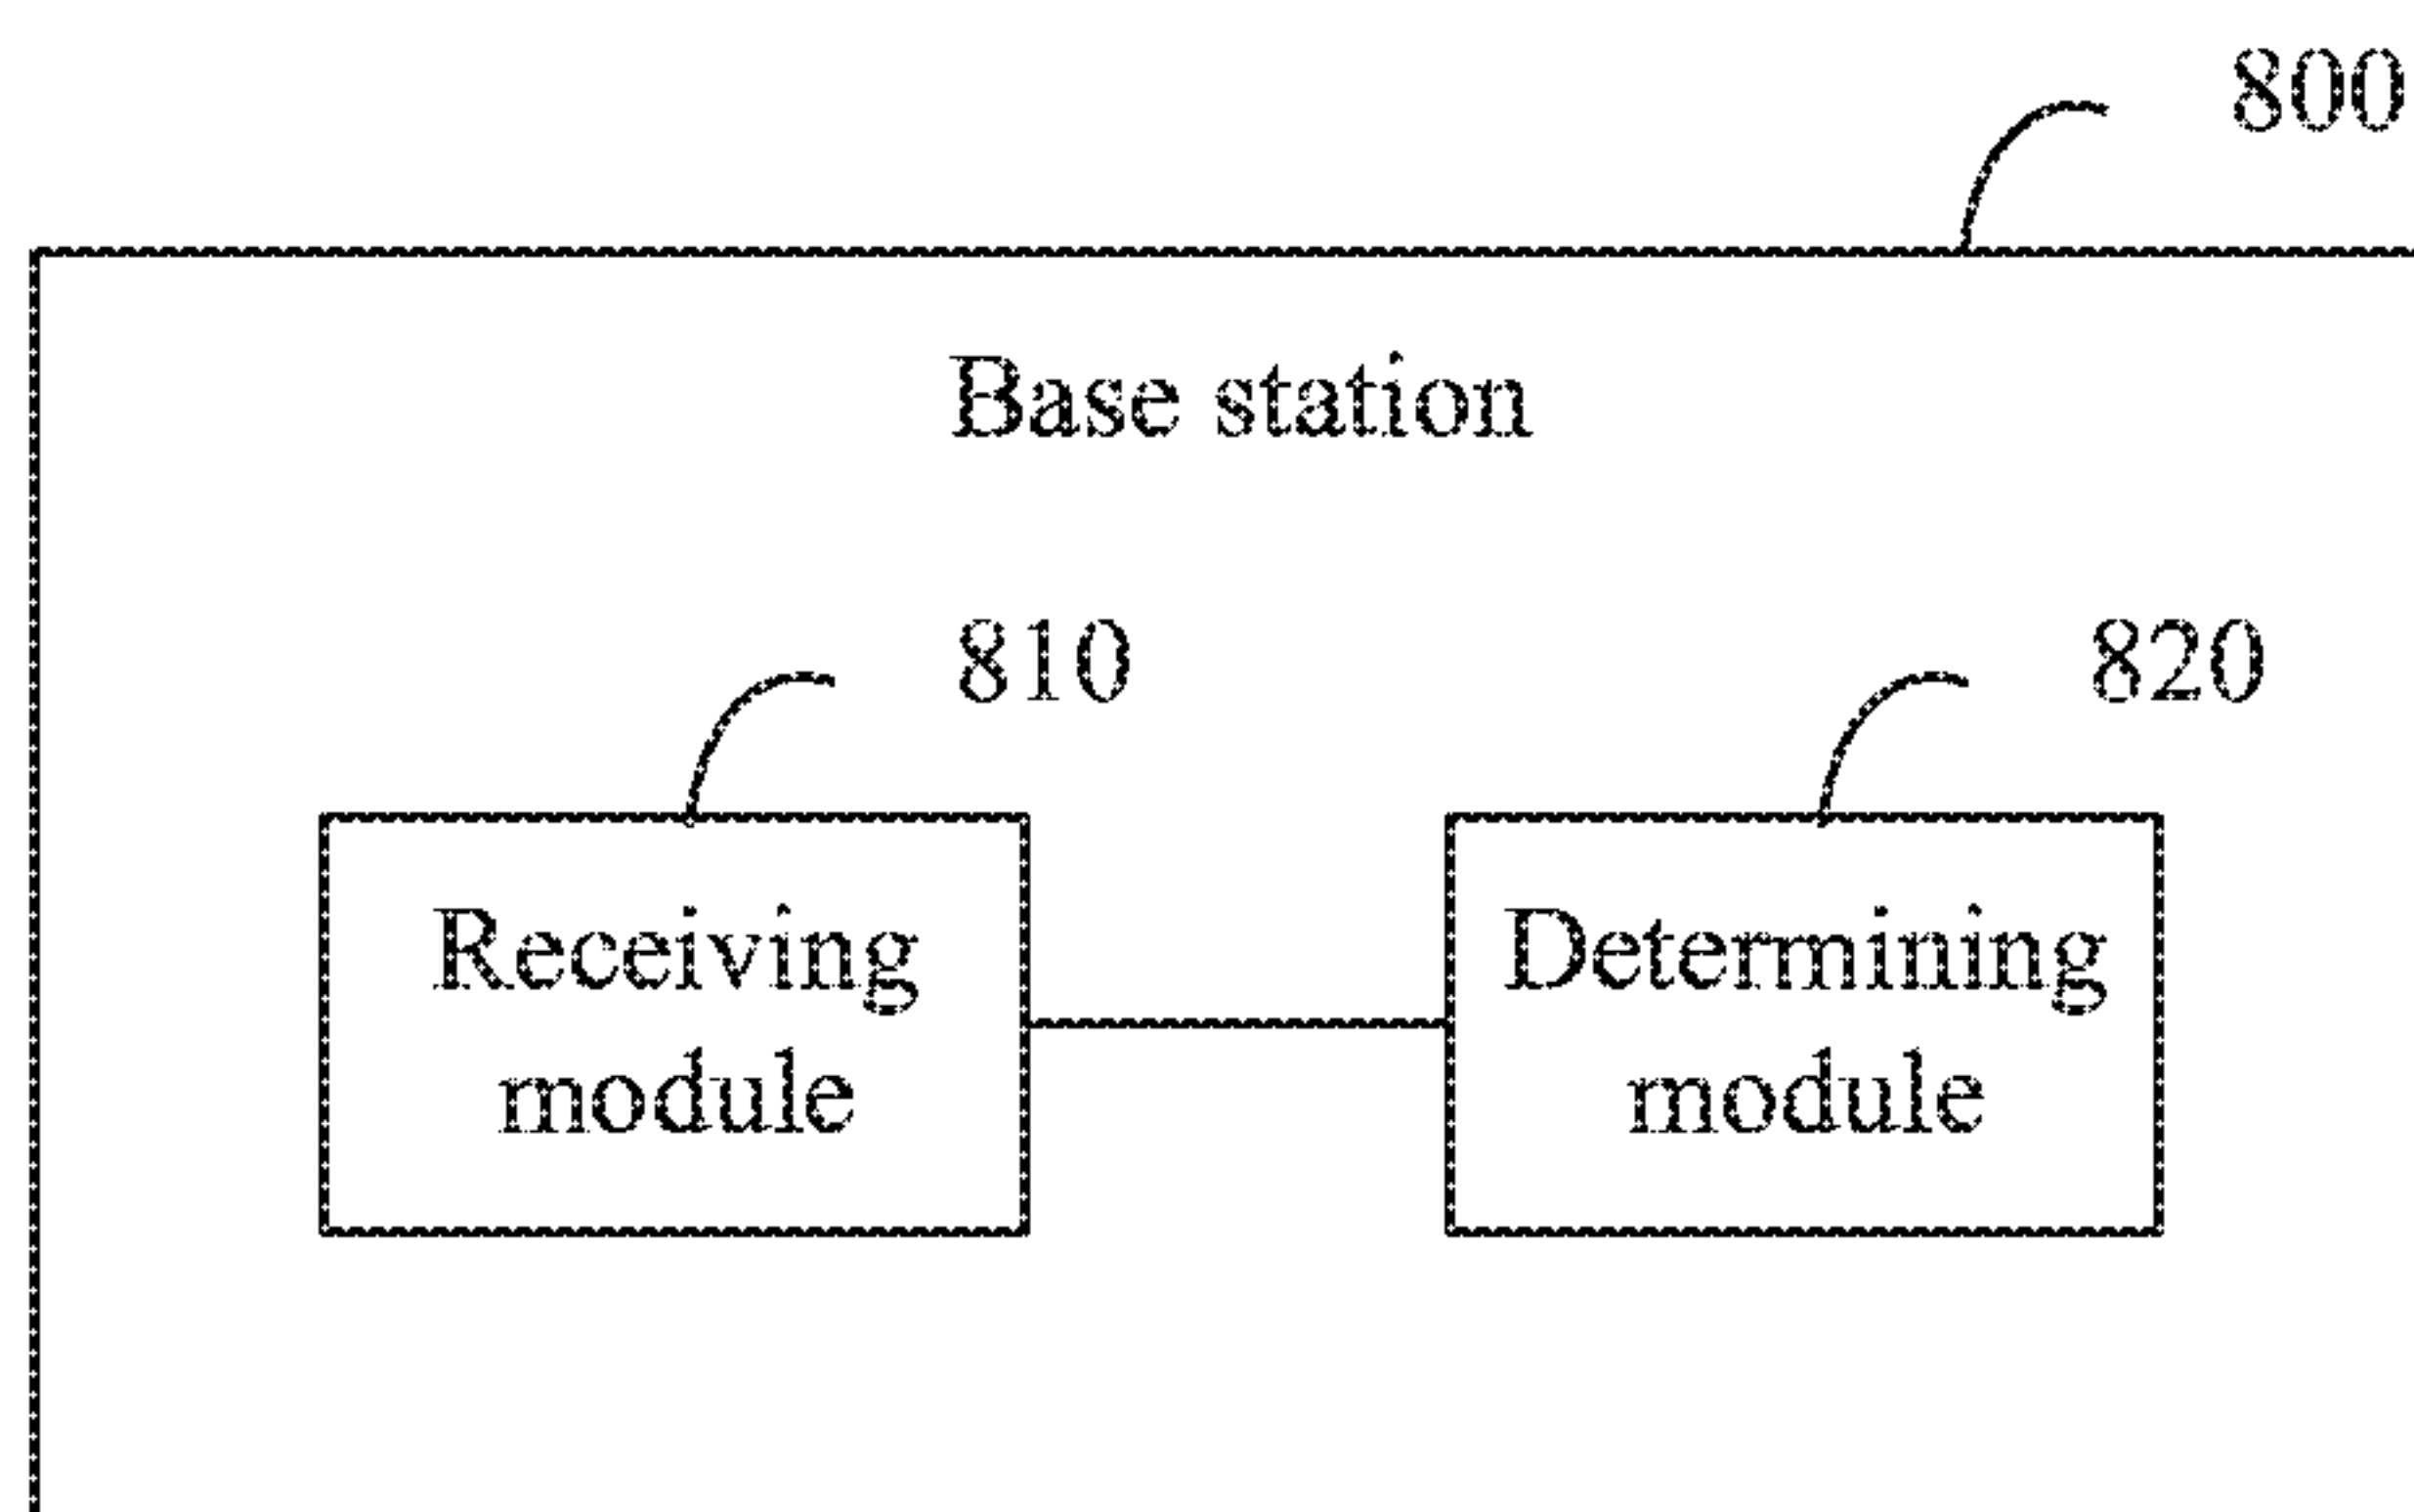 800
Base station
810
820
Receiving
module
Determining
module